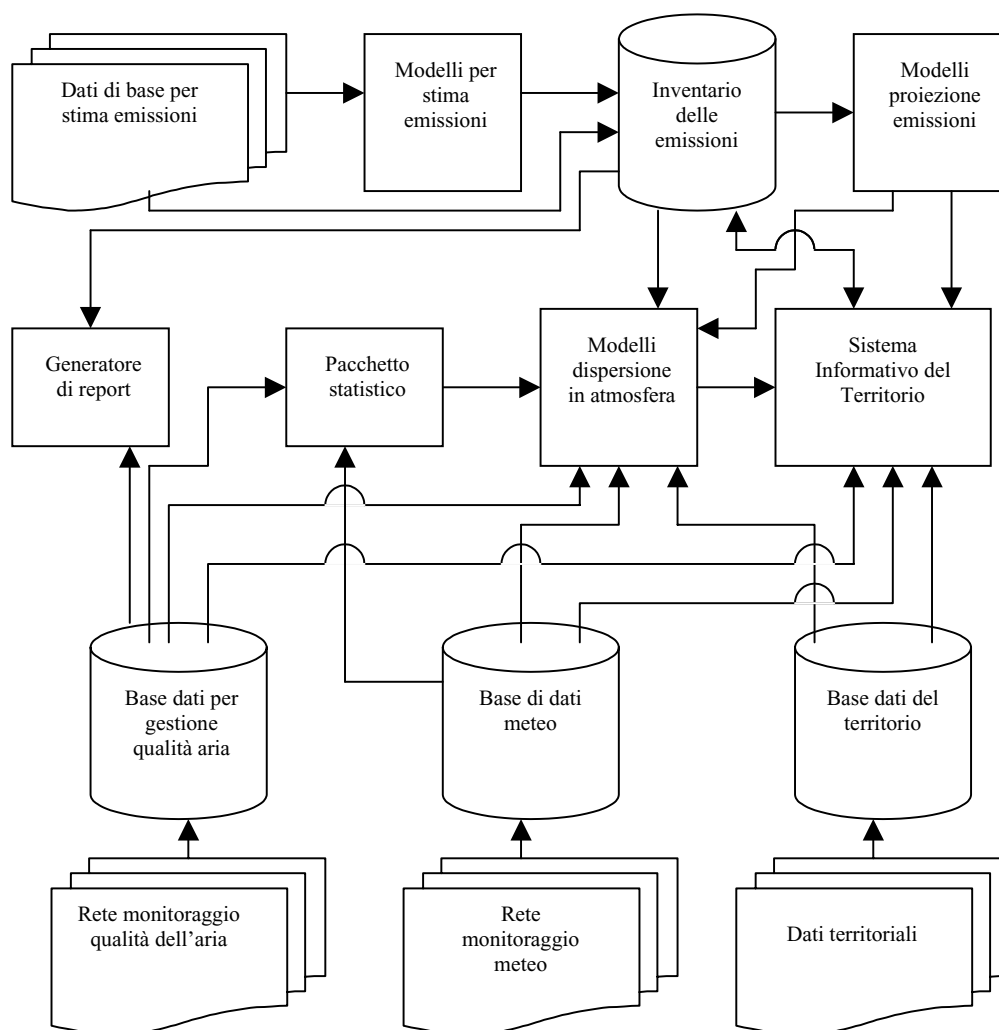 Dati di base per
stima emissioni
Modelli per
stima
emissioni
Inventario
delle
emissioni
Modelli
proiezione
emissioni
Generatore
di report
Pacchetto
statistico
Modelli
dispersione
in atmosfera
Sistema
Informativo del
Territorio
Base dati per
gestione
qualità aria
Base di dati
meteo
Base dati del
territorio
Rete monitoraggio
qualità dell’aria
Rete
monitoraggio
meteo
Dati territoriali